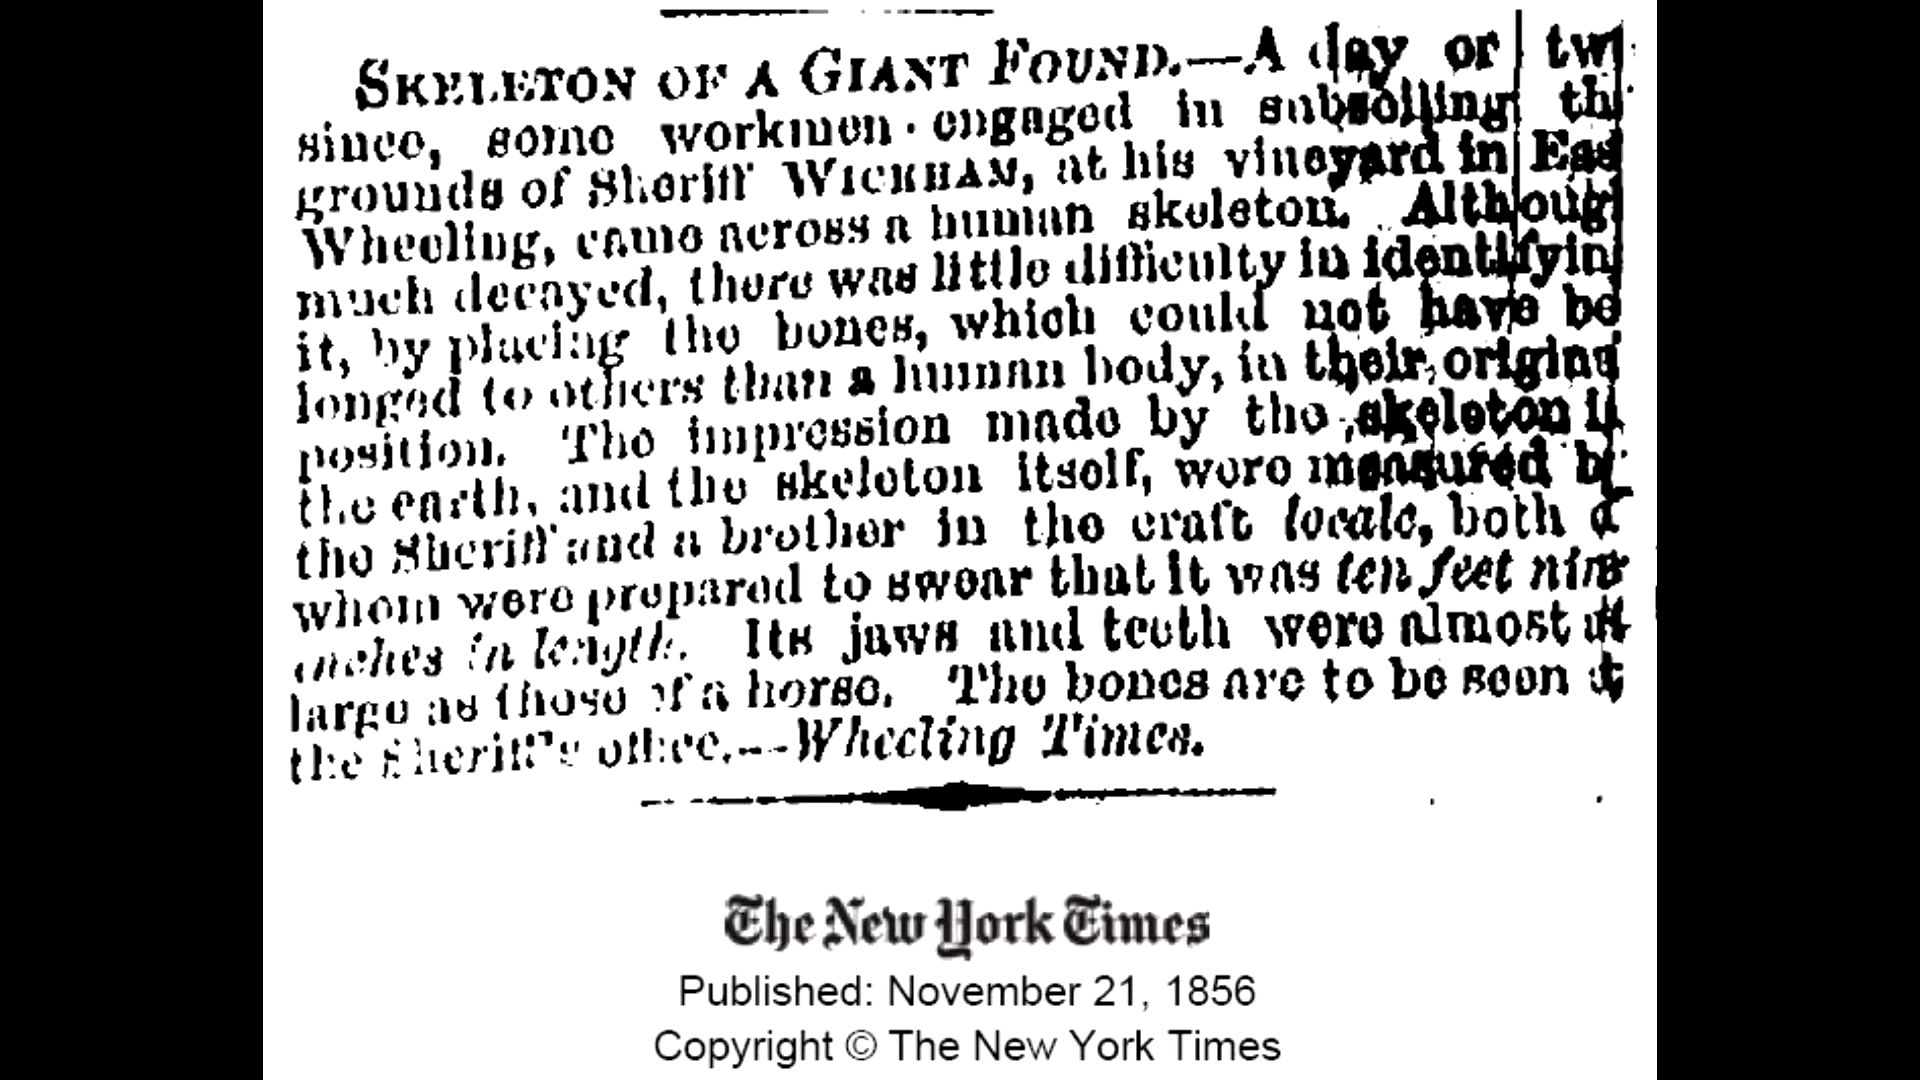 SKELETON OF A GIANT FOUND.—A day or tw
since, some workmen engaged in subsoiling th
grounds of Sheriff WICKHAM, at his vineyard in Eas
Wheeling, came across a human skeleton. Althoug
much decayed, there was little difficulty in identifyin
it, by placing the bones, which could not have be
longed to others than a human body, in their origina
position. The impression made by the skeleton i
the earth, and the skeleton itself, were measured b
the Sheriff and a brother in the craft locale, both o
whom were prepared to swear that it was ten feet nine
inches in length. Its jaws and teeth were almost as
large as those of a horse. The bones are to be seen at
the Sheriff's office.—Wheeling Times.
The New York Times
Published: November 21, 1856
Copyright © The New York Times